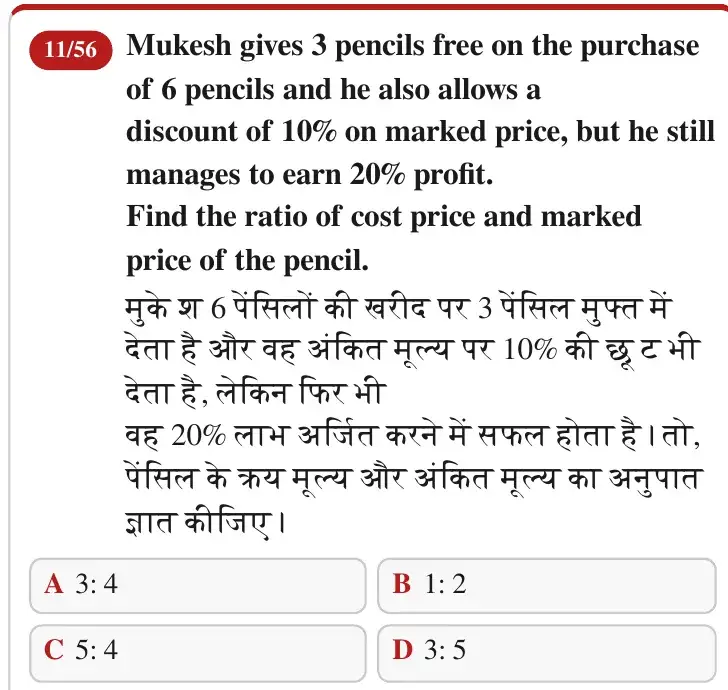 11/56 Mukesh gives 3 pencils free on the purchase
of 6 pencils and he also allows a
discount of 10% on marked price, but he still
manages to earn 20% profit.
Find the ratio of cost price and marked
price of the pencil.
मुके श 6 पेंसिलों की खरीद पर 3 पेंसिल मुफ्त में
देता है और वह अंकित मूल्य पर 10% की छू ट भी
देता है, लेकिन फिर भी
वह 20% लाभ अर्जित करने में सफल होता है। तो,
पेंसिल के क्रय मूल्य और अंकित मूल्य का अनुपात
ज्ञात कीजिए।
A 3: 4
B 1: 2
C 5: 4
D 3: 5